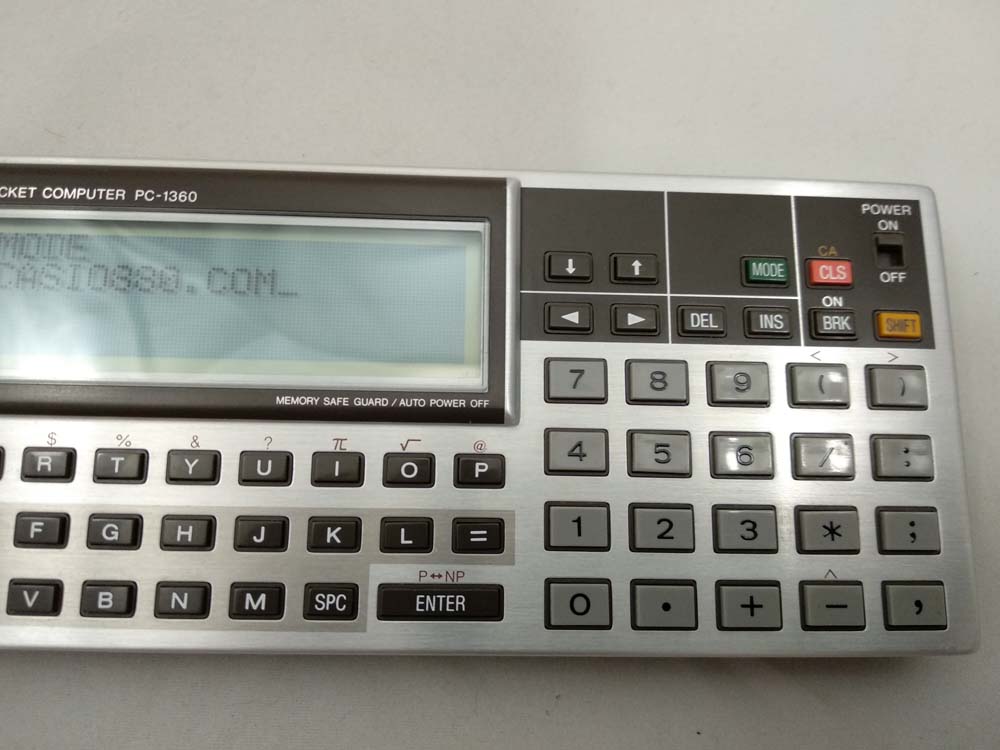 CKET COMPUTER PC-1360
MODE
CASIO880.COM_
MEMORY SAFE GUARD / AUTO POWER OFF
POWER
ON
OFF
↓ ↑ MODE CA CLS
◄ ► DEL INS ON BRK SHIFT
< >
7 8 9 ( )
4 5 6 / :
1 2 3 * ;
^
0 . + - ,
$ % & ? π √ @
R T Y U I O P
F G H J K L =
P↔NP
V B N M SPC ENTER